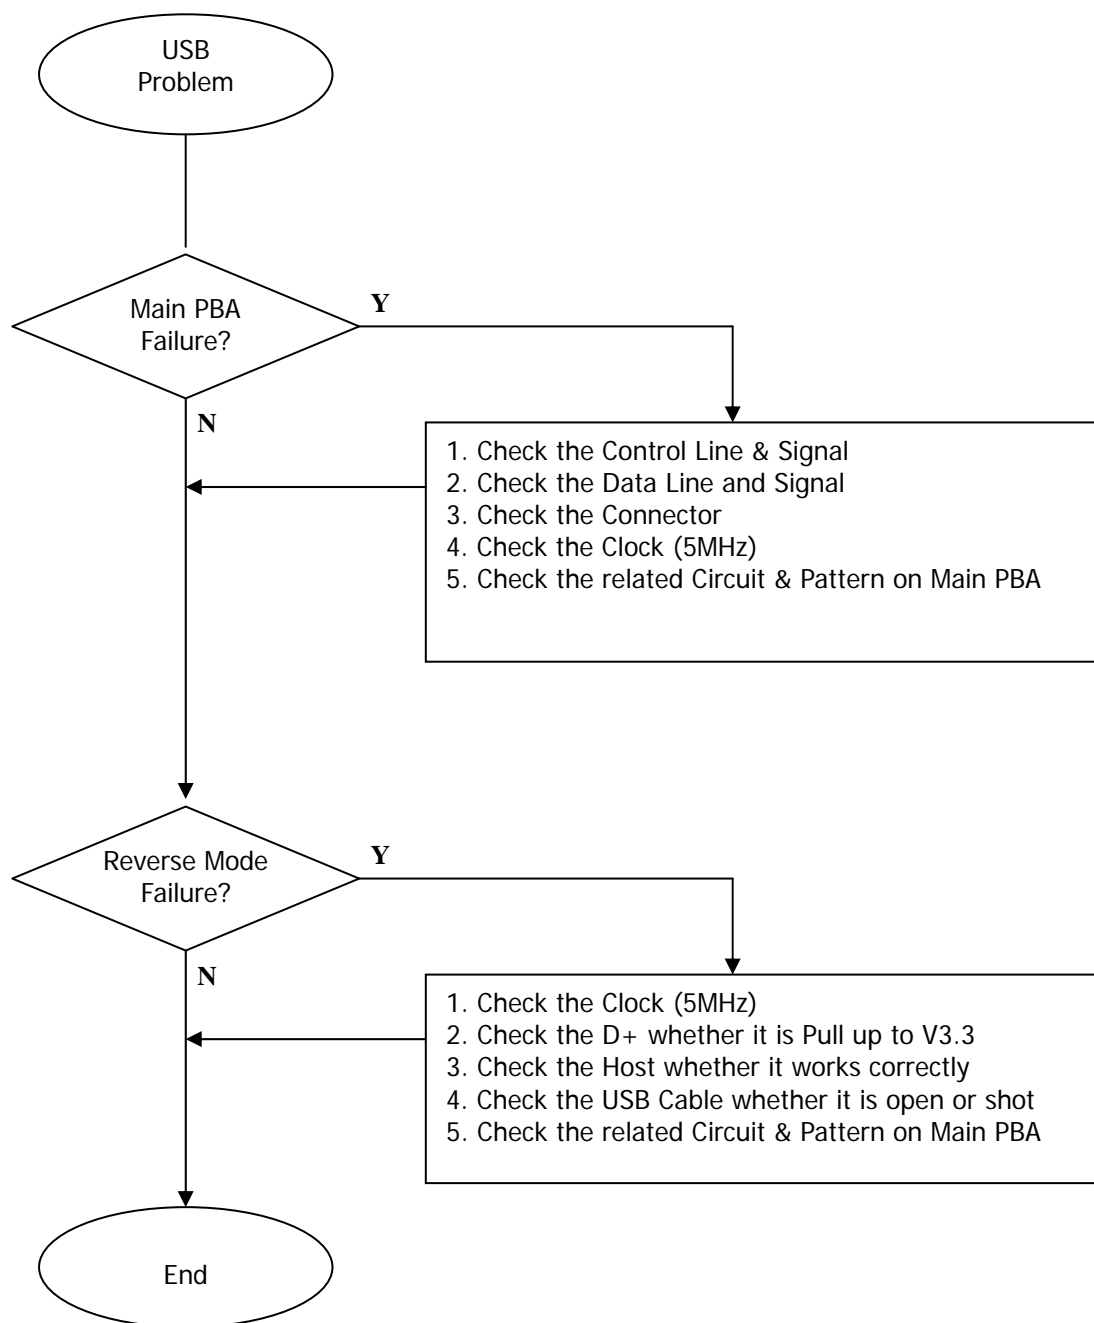 USB
Problem
Main PBA
Failure?
Y
N
1. Check the Control Line & Signal
2. Check the Data Line and Signal
3. Check the Connector
4. Check the Clock (5MHz)
5. Check the related Circuit & Pattern on Main PBA
Reverse Mode
Failure?
Y
N
1. Check the Clock (5MHz)
2. Check the D+ whether it is Pull up to V3.3
3. Check the Host whether it works correctly
4. Check the USB Cable whether it is open or shot
5. Check the related Circuit & Pattern on Main PBA
End